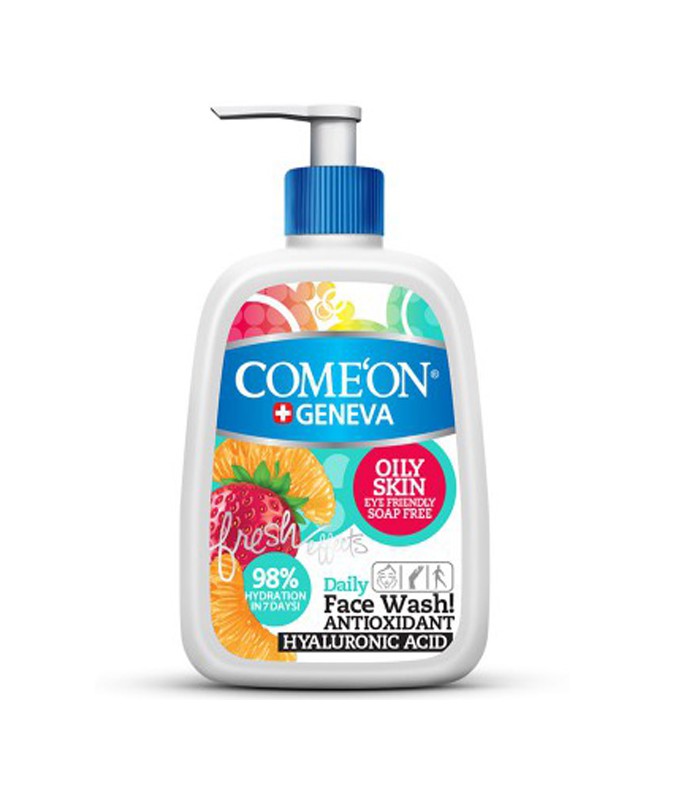 COME'ON®
GENEVA
OILY
SKIN
EYE FRIENDLY
SOAP FREE
fresh effects
98%
HYDRATION
IN 7 DAYS!
Daily
Face Wash!
ANTIOXIDANT
HYALURONIC ACID